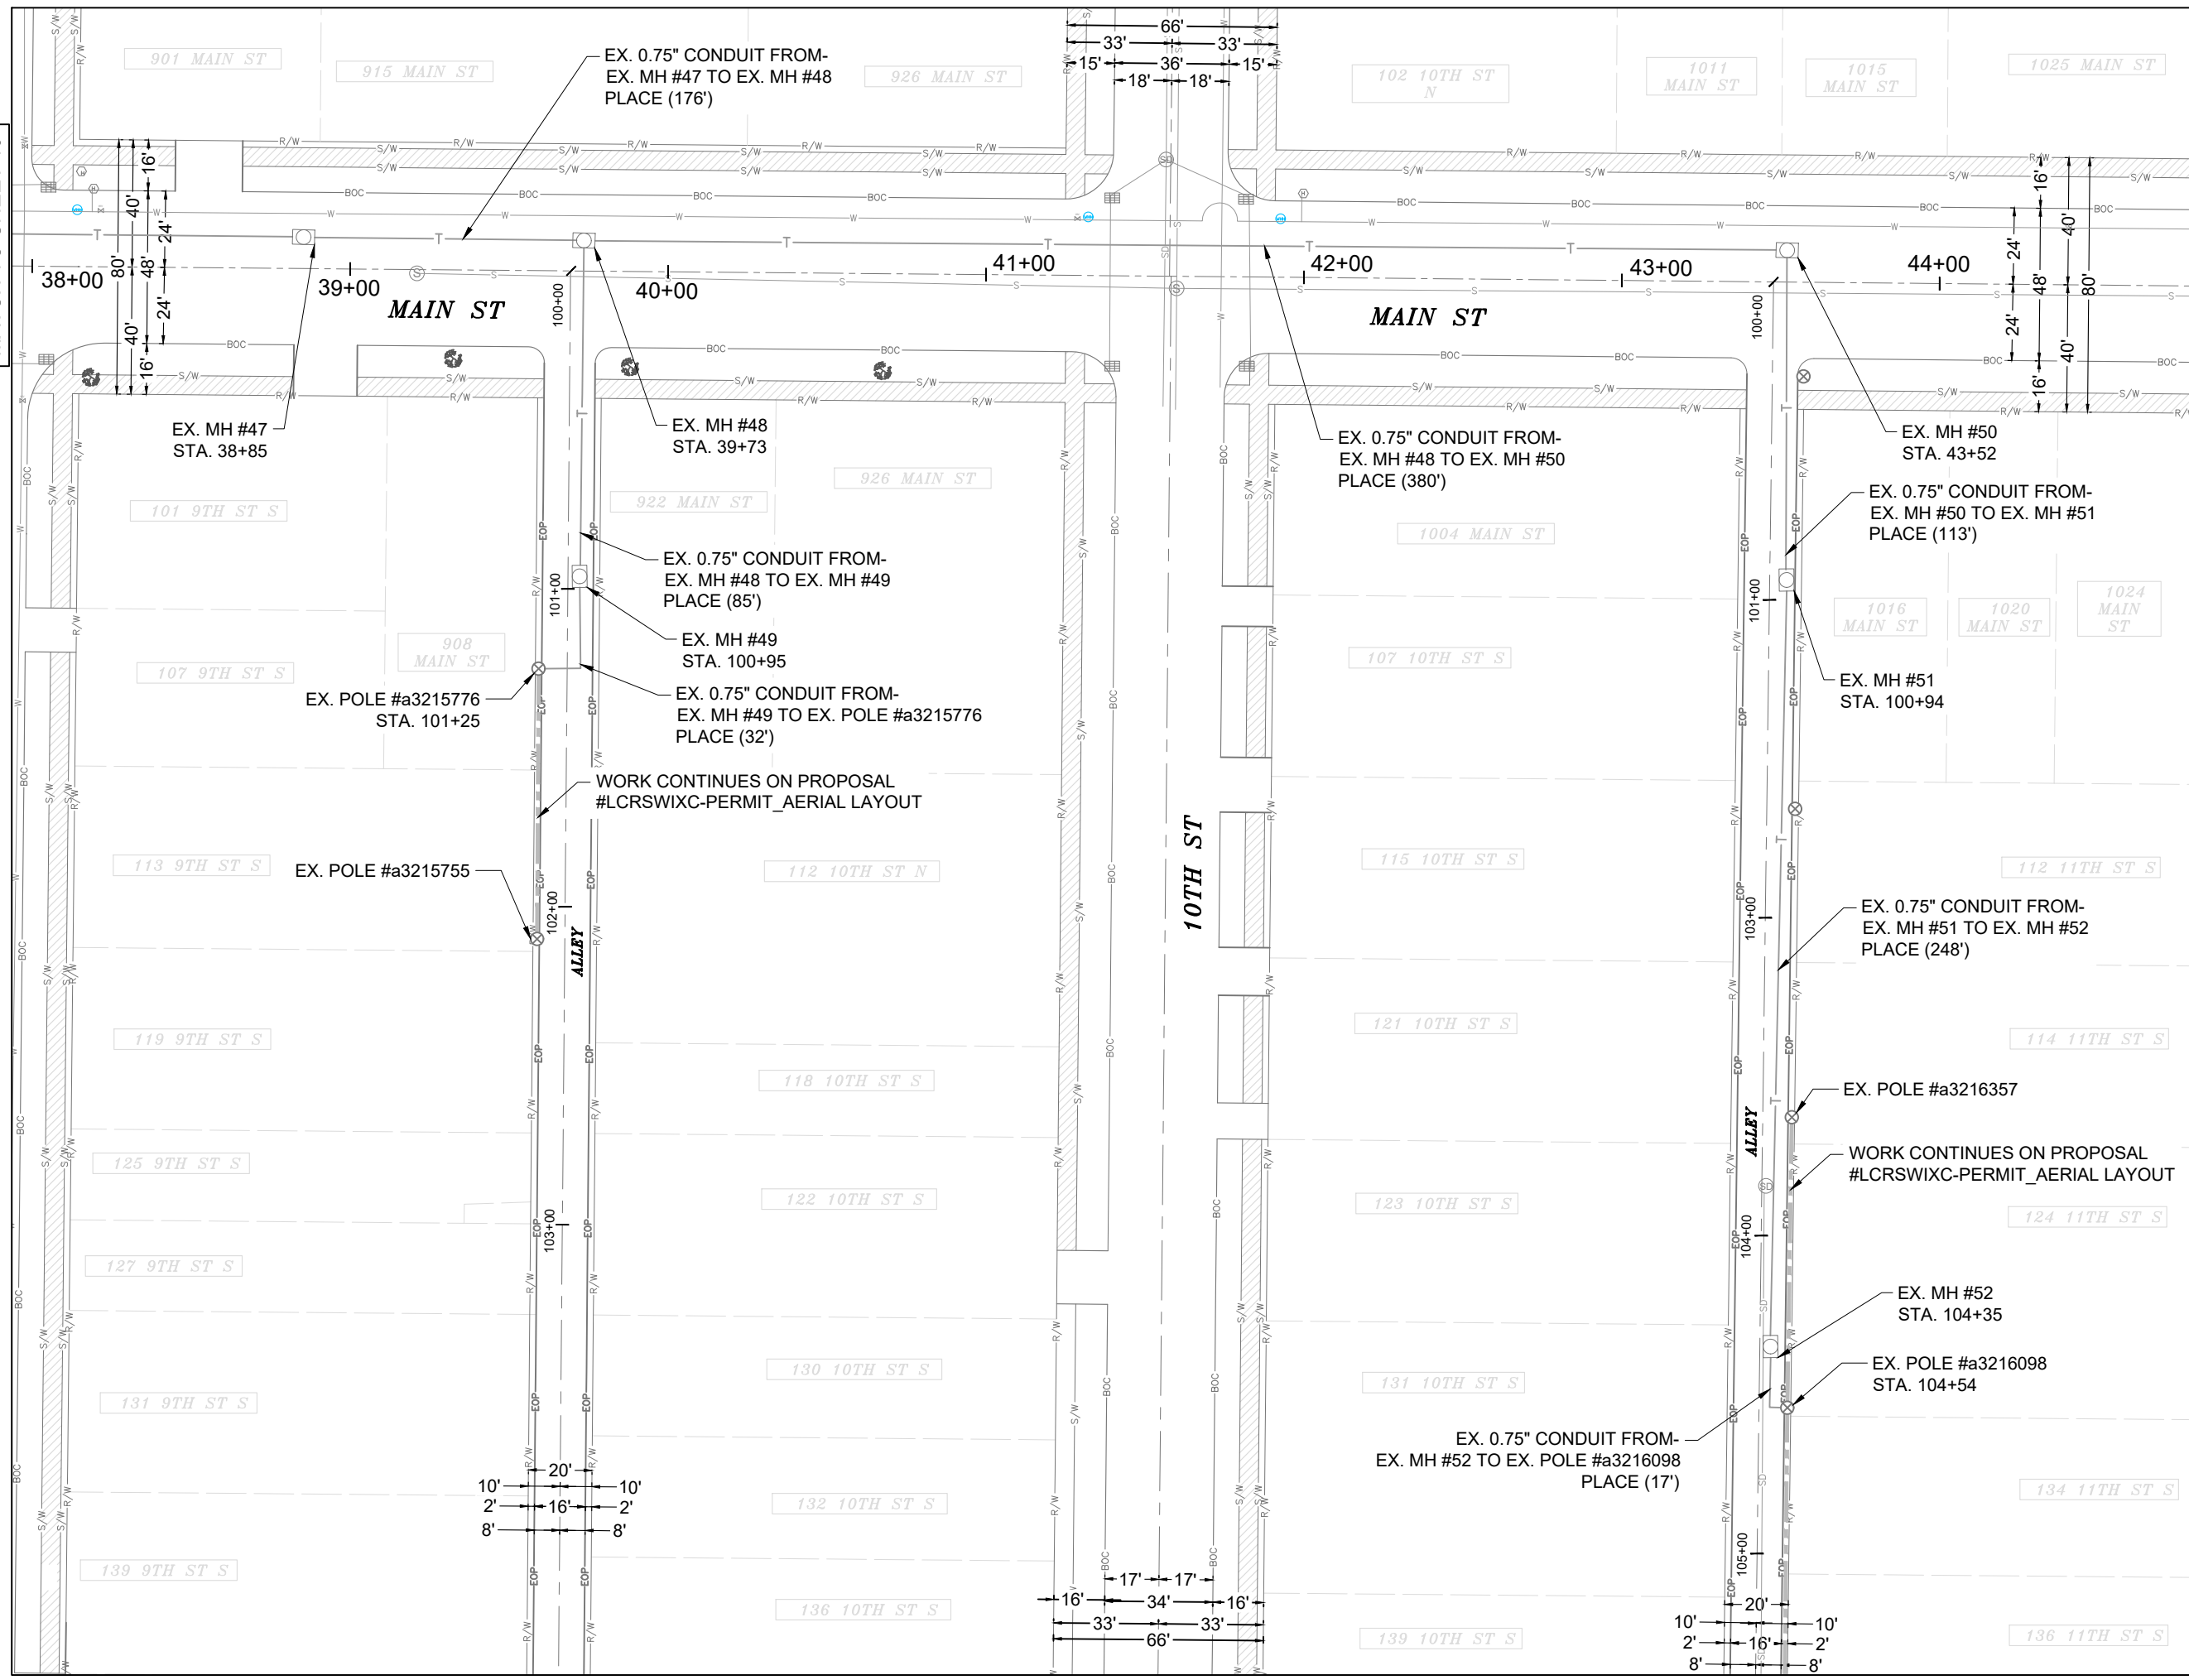 901 MAIN ST
915 MAIN ST
926 MAIN ST
102 10TH ST
N
1011
MAIN ST
1015
MAIN ST
1025 MAIN ST
EX. 0.75" CONDUIT FROM-
EX. MH #47 TO EX. MH #48
PLACE (176')
66'
33' 33'
15' 36' 15'
18' 18'
16'
40'
24'
80'
48'
24'
40'
16'
16'
40'
24'
48'
80'
24'
40'
16'
38+00
39+00
40+00
41+00
42+00
43+00
44+00
100+00
100+00
MAIN ST
MAIN ST
EX. MH #47
STA. 38+85
EX. MH #48
STA. 39+73
EX. 0.75" CONDUIT FROM-
EX. MH #48 TO EX. MH #50
PLACE (380')
EX. MH #50
STA. 43+52
EX. 0.75" CONDUIT FROM-
EX. MH #50 TO EX. MH #51
PLACE (113')
101 9TH ST S
922 MAIN ST
926 MAIN ST
1004 MAIN ST
EX. 0.75" CONDUIT FROM-
EX. MH #48 TO EX. MH #49
PLACE (85')
101+00
101+00
1016
MAIN ST
1020
MAIN ST
1024
MAIN
ST
908
MAIN ST
EX. MH #49
STA. 100+95
107 9TH ST S
107 10TH ST S
EX. MH #51
STA. 100+94
EX. POLE #a3215776
STA. 101+25
EX. 0.75" CONDUIT FROM-
EX. MH #49 TO EX. POLE #a3215776
PLACE (32')
WORK CONTINUES ON PROPOSAL
#LCRSWIXC-PERMIT_AERIAL LAYOUT
113 9TH ST S
EX. POLE #a3215755
112 10TH ST N
10TH ST
115 10TH ST S
112 11TH ST S
102+00
103+00
ALLEY
EX. 0.75" CONDUIT FROM-
EX. MH #51 TO EX. MH #52
PLACE (248')
119 9TH ST S
121 10TH ST S
114 11TH ST S
118 10TH ST S
EX. POLE #a3216357
ALLEY
WORK CONTINUES ON PROPOSAL
#LCRSWIXC-PERMIT_AERIAL LAYOUT
125 9TH ST S
122 10TH ST S
123 10TH ST S
124 11TH ST S
103+00
104+00
127 9TH ST S
EX. MH #52
STA. 104+35
130 10TH ST S
131 10TH ST S
EX. POLE #a3216098
STA. 104+54
131 9TH ST S
EX. 0.75" CONDUIT FROM-
EX. MH #52 TO EX. POLE #a3216098
PLACE (17')
20'
10' 10'
2' 16' 2'
8' 8'
132 10TH ST S
134 11TH ST S
139 9TH ST S
105+00
17' 17'
16' 34' 16'
33' 33'
66'
136 10TH ST S
139 10TH ST S
136 11TH ST S
20'
10' 10'
2' 16' 2'
8' 8'